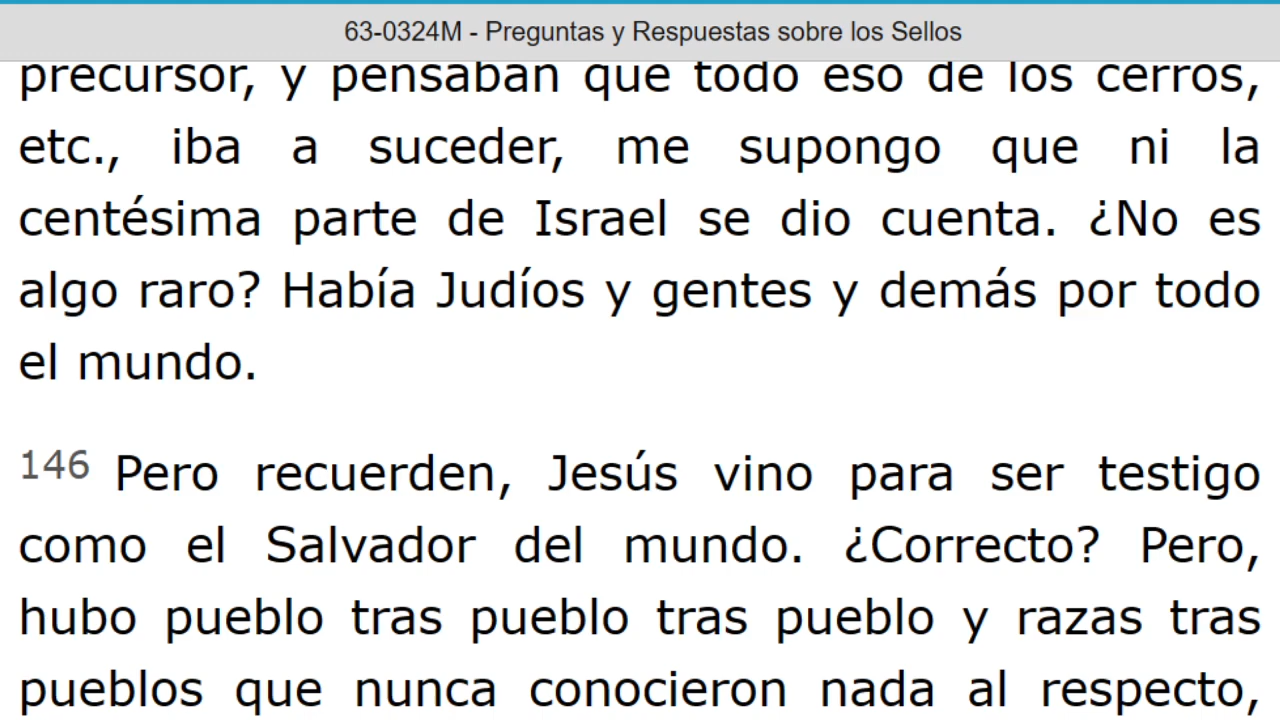 63-0324M - Preguntas y Respuestas sobre los Sellos
precursor, y pensaban que todo eso de los cerros,
etc., iba a suceder, me supongo que ni la
centésima parte de Israel se dio cuenta. ¿No es
algo raro? Había Judíos y gentes y demás por todo
el mundo.
146 Pero recuerden, Jesús vino para ser testigo
como el Salvador del mundo. ¿Correcto? Pero,
hubo pueblo tras pueblo tras pueblo y razas tras
pueblos que nunca conocieron nada al respecto,